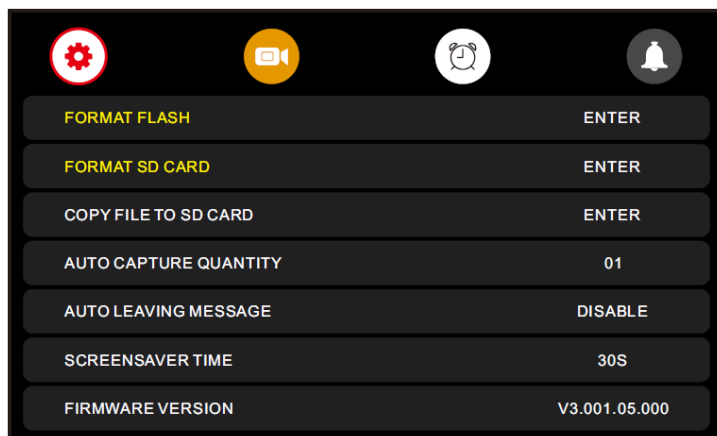 FORMAT FLASH ENTER
FORMAT SD CARD ENTER
COPY FILE TO SD CARD ENTER
AUTO CAPTURE QUANTITY 01
AUTO LEAVING MESSAGE DISABLE
SCREENSAVER TIME 30S
FIRMWARE VERSION V3.001.05.000